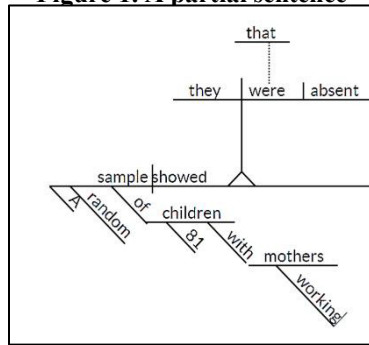 Figure 1. A partial sentence
that
they were absent
sample showed
A random of children
81 with mothers
working